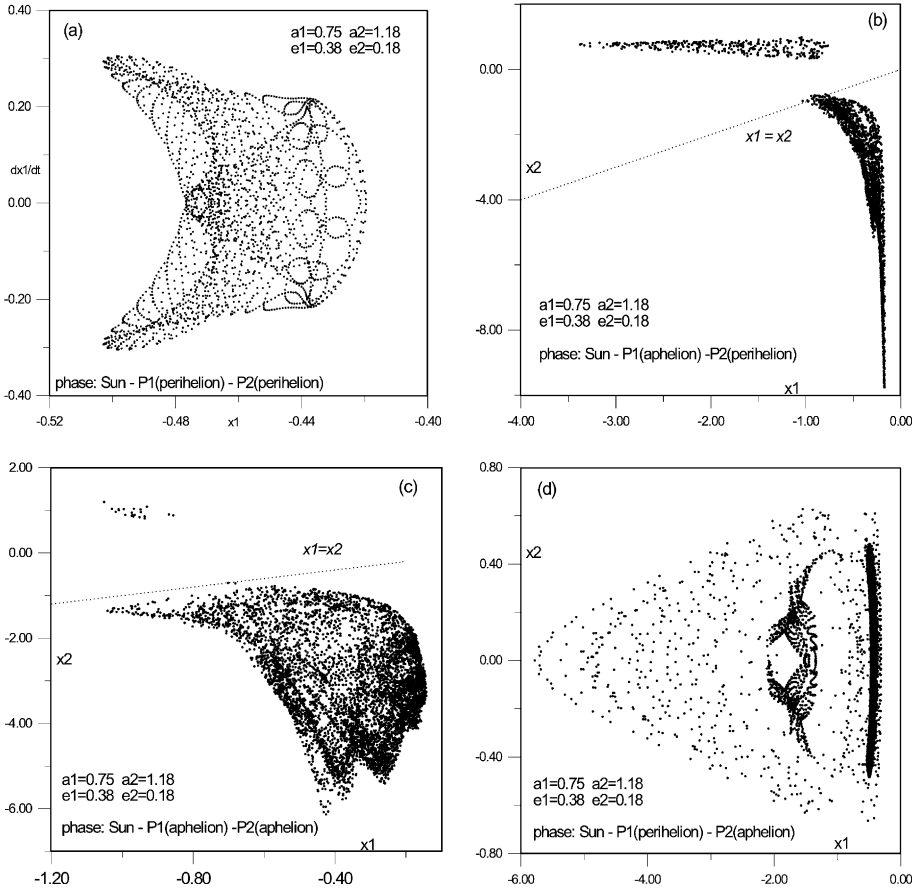 0.40
(a)
a1=0.75 a2=1.18
e1=0.38 e2=0.18
0.20
dx1/dt
0.00
-0.20
phase: Sun - P1(perihelion) - P2(perihelion)
-0.40
-0.52
-0.48
x1
-0.44
-0.40
(b)
0.00
x1 = x2
x2
-4.00
a1=0.75 a2=1.18
e1=0.38 e2=0.18
-8.00
phase: Sun - P1(aphelion) -P2(perihelion)
x1
-4.00
-3.00
-2.00
-1.00
0.00
2.00
(c)
0.00
x1=x2
-2.00
x2
-4.00
a1=0.75 a2=1.18
e1=0.38 e2=0.18
-6.00
phase: Sun - P1(aphelion) -P2(aphelion)
x1
-1.20
-0.80
-0.40
0.80
(d)
x2
0.40
0.00
-0.40
a1=0.75 a2=1.18
e1=0.38 e2=0.18
phase: Sun - P1(perihelion) - P2(aphelion)
x1
-0.80
-6.00
-4.00
-2.00
0.00